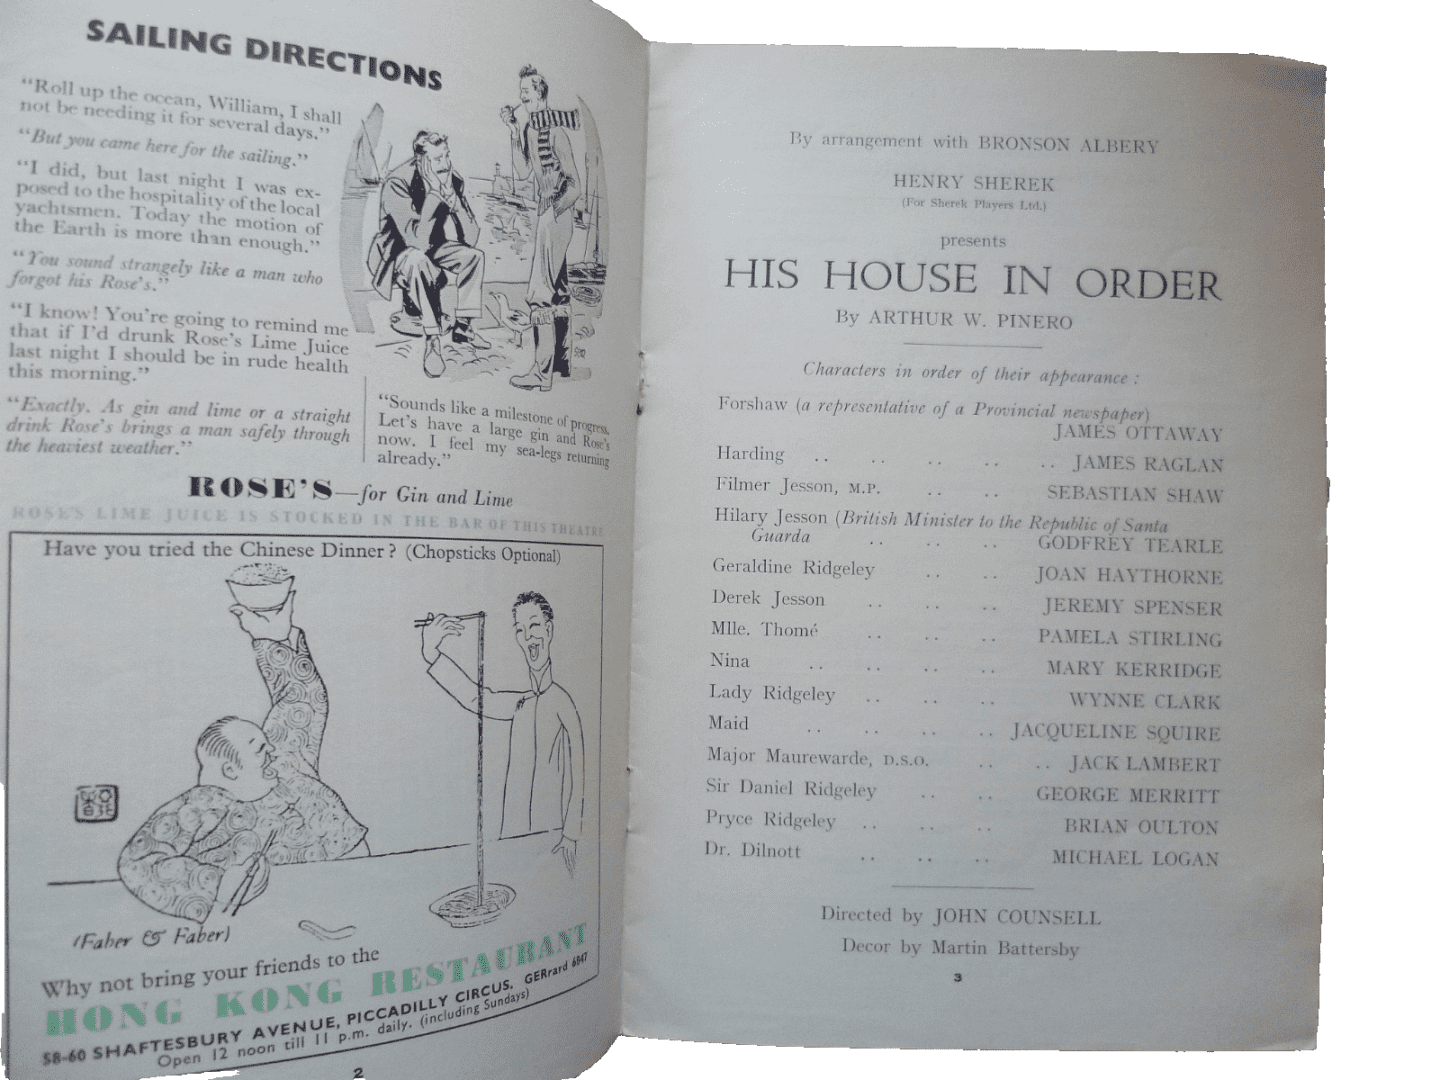 SAILING DIRECTIONS
“Roll up the ocean, William, I shall
not be needing it for several days.”
“But you came here for the sailing.”
“I did, but last night I was ex-
posed to the hospitality of the local
yachtsmen. Today the motion of
the Earth is more than enough.”
“You sound strangely like a man who
forgot his Rose's.”
“I know! You're going to remind me
that if I'd drunk Rose's Lime Juice
last night I should be in rude health
this morning.”
“Exactly. As gin and lime or a straight
drink Rose's brings a man safely through
the heaviest weather.”
“Sounds like a milestone of progress.
Let's have a large gin and Rose's
now. I feel my sea-legs returning
already.”
ROSE'S—for Gin and Lime
ROSE'S LIME JUICE IS STOCKED IN THE BAR OF THIS THEATRE
Have you tried the Chinese Dinner? (Chopsticks Optional)
(Faber & Faber)
Why not bring your friends to the
HONG KONG RESTAURANT
58-60 SHAFTESBURY AVENUE, PICCADILLY CIRCUS. GERrard 6847
Open 12 noon till 11 p.m. daily. (including Sundays)
2
By arrangement with BRONSON ALBERY
HENRY SHEREK
(For Sherek Players Ltd.)
presents
HIS HOUSE IN ORDER
By ARTHUR W. PINERO
Characters in order of their appearance :
Forshaw (a representative of a Provincial newspaper)
JAMES OTTAWAY
Harding .. .. .. .. .. JAMES RAGLAN
Filmer Jesson, M.P. .. .. SEBASTIAN SHAW
Hilary Jesson (British Minister to the Republic of Santa
Guarda .. .. .. GODFREY TEARLE
Geraldine Ridgeley .. .. JOAN HAYTHORNE
Derek Jesson .. .. .. JEREMY SPENSER
Mlle. Thomé .. .. .. PAMELA STIRLING
Nina .. .. .. .. MARY KERRIDGE
Lady Ridgeley .. .. .. WYNNE CLARK
Maid .. .. .. .. JACQUELINE SQUIRE
Major Maurewarde, D.S.O. .. .. JACK LAMBERT
Sir Daniel Ridgeley .. .. GEORGE MERRITT
Pryce Ridgeley .. .. .. BRIAN OULTON
Dr. Dilnott .. .. .. MICHAEL LOGAN
Directed by JOHN COUNSELL
Decor by Martin Battersby
3